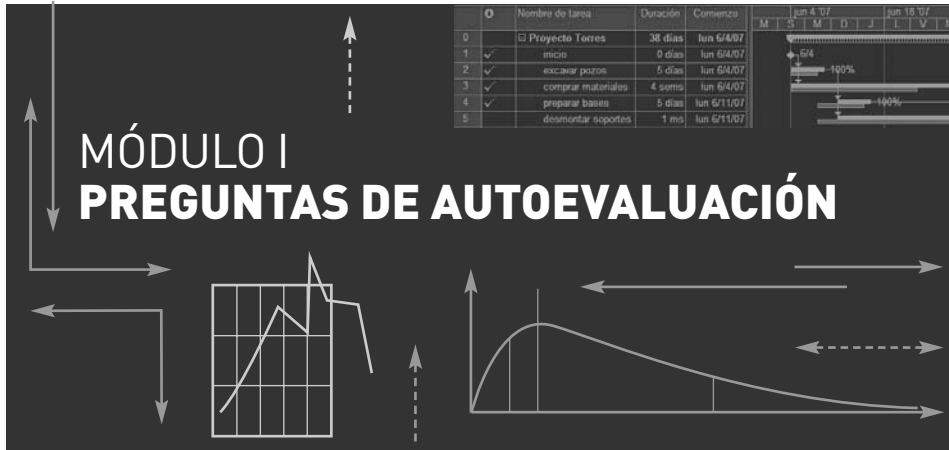 Nombre de tarea Duración Comienzo jun 4 '07 jun 18 '07
M S M D J L V
0 Proyecto Torres 38 días lun 6/4/07
1 inicio 0 días lun 6/4/07 6/4
2 excavar pozos 5 días lun 6/4/07 100%
3 comprar materiales 4 sems lun 6/4/07
4 preparar bases 5 días lun 6/11/07 100%
5 desmontar soportes 1 ms lun 6/11/07
MÓDULO I
PREGUNTAS DE AUTOEVALUACIÓN